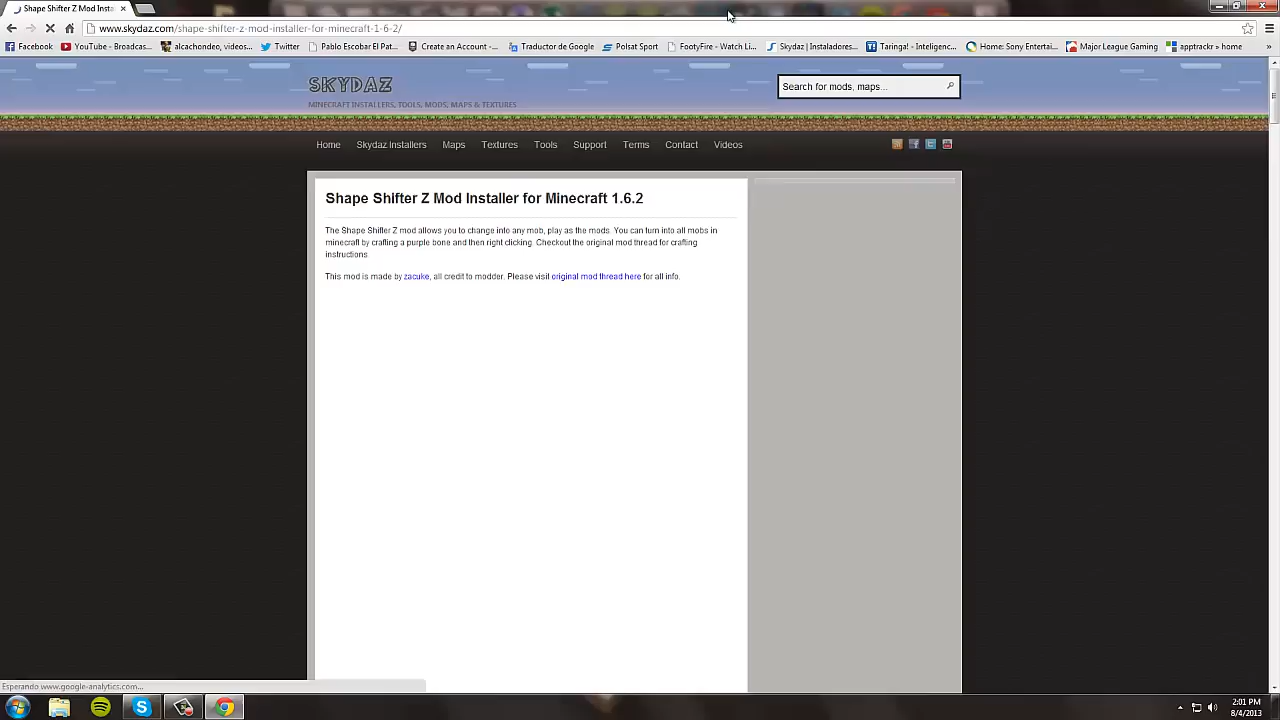 Shape Shifter Z Mod Insta
www.skydaz.com/shape-shifter-z-mod-installer-for-minecraft-1-6-2/
Facebook YouTube - Broadcas... alcachondeo, videos... Twitter Pablo Escobar El Pat... Create an Account -... Traductor de Google Polsat Sport FootyFire - Watch Li... Skydaz | Instaladores... Taringa! - Inteligenc... Home: Sony Entertai... Major League Gaming apptrackr » home »
SKYDAZ
Search for mods, maps...
MINECRAFT INSTALLERS, TOOLS, MODS, MAPS & TEXTURES
Home Skydaz Installers Maps Textures Tools Support Terms Contact Videos
Shape Shifter Z Mod Installer for Minecraft 1.6.2
The Shape Shifter Z mod allows you to change into any mob, play as the mods. You can turn into all mobs in
minecraft by crafting a purple bone and then right clicking. Checkout the original mod thread for crafting
instructions.
This mod is made by zacuke, all credit to modder. Please visit original mod thread here for all info.
Esperando www.google-analytics.com...
2:01 PM
8/4/2013